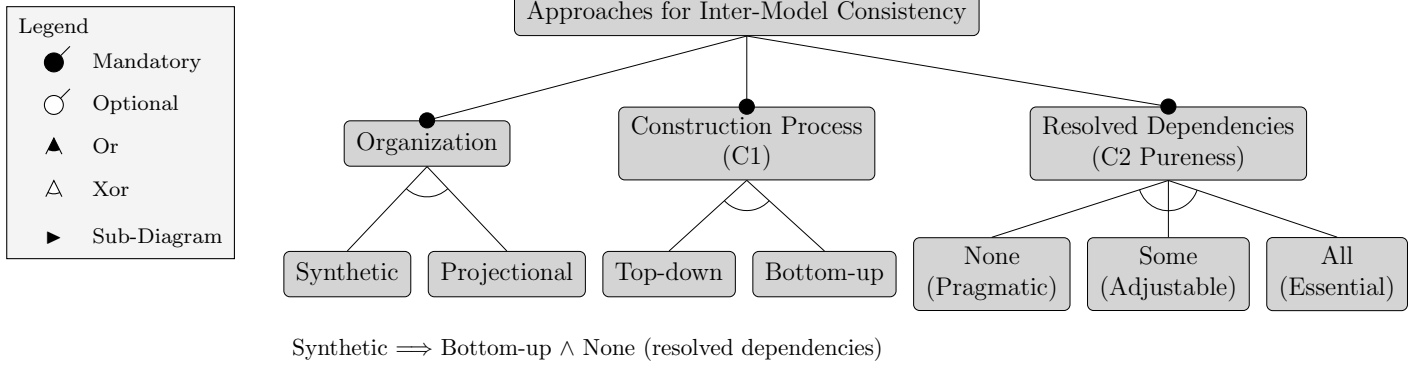 Approaches for Inter-Model Consistency
Legend
Mandatory
Optional
Or
Xor
Sub-Diagram
Organization
Construction Process
(C1)
Resolved Dependencies
(C2 Pureness)
Synthetic
Projectional
Top-down
Bottom-up
None
(Pragmatic)
Some
(Adjustable)
All
(Essential)
Synthetic ⟹ Bottom-up ∧ None (resolved dependencies)